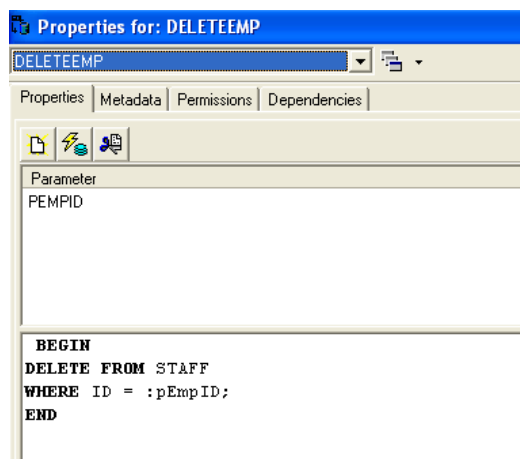 Properties for: DELETEEMP
DELETEEMP
Properties Metadata Permissions Dependencies
Parameter
PEMPID
BEGIN
DELETE FROM STAFF
WHERE ID = :pEmpID;
END